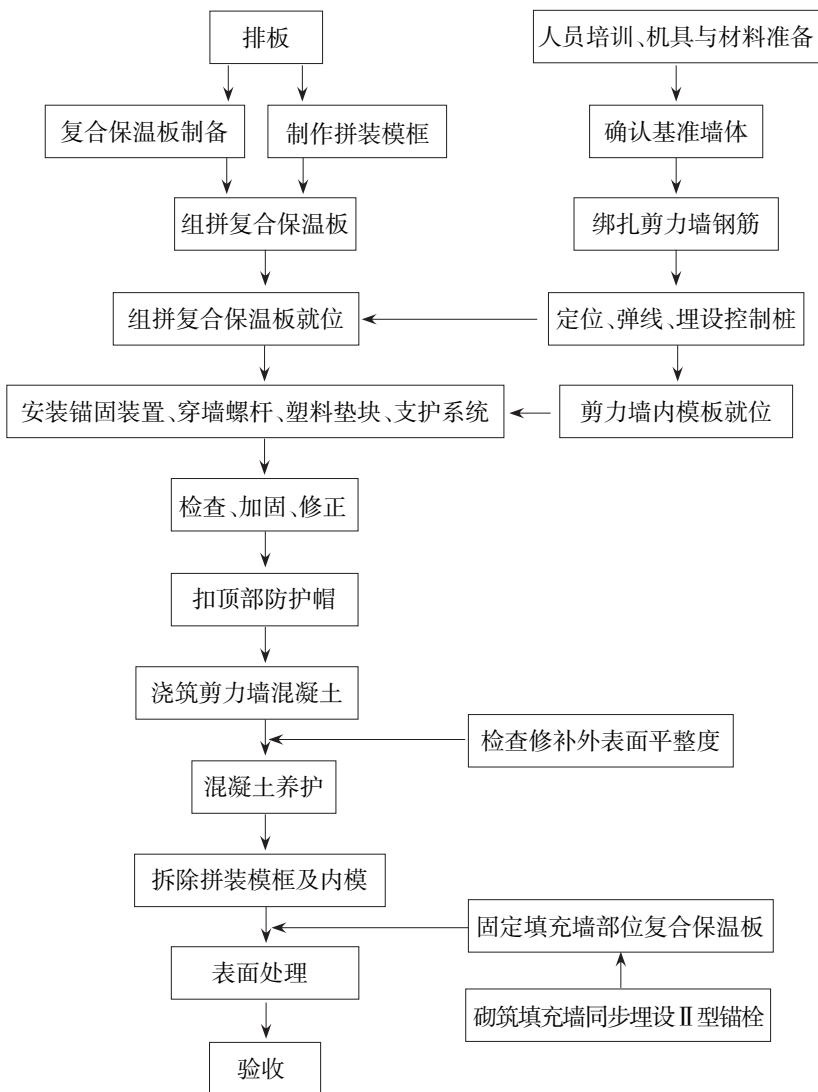 排板
人员培训、机具与材料准备
复合保温板制备
制作拼装模框
确认基准墙体
组拼复合保温板
绑扎剪力墙钢筋
组拼复合保温板就位
定位、弹线、埋设控制桩
安装锚固装置、穿墙螺杆、塑料垫块、支护系统
剪力墙内模板就位
检查、加固、修正
扣顶部防护帽
浇筑剪力墙混凝土
检查修补外表面平整度
混凝土养护
拆除拼装模框及内模
固定填充墙部位复合保温板
表面处理
砌筑填充墙同步埋设Ⅱ型锚栓
验收